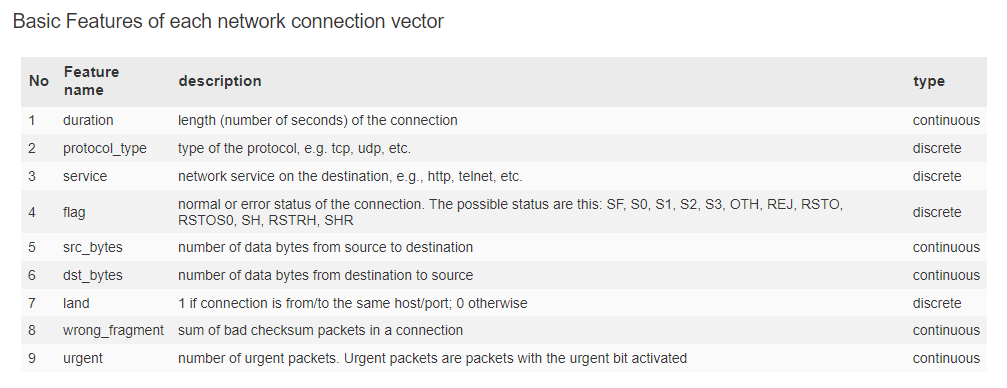 Basic Features of each network connection vector
No Feature name description type
1 duration length (number of seconds) of the connection continuous
2 protocol_type type of the protocol, e.g. tcp, udp, etc. discrete
3 service network service on the destination, e.g., http, telnet, etc. discrete
4 flag normal or error status of the connection. The possible status are this: SF, S0, S1, S2, S3, OTH, REJ, RSTO,
RSTOS0, SH, RSTRH, SHR discrete
5 src_bytes number of data bytes from source to destination continuous
6 dst_bytes number of data bytes from destination to source continuous
7 land 1 if connection is from/to the same host/port; 0 otherwise discrete
8 wrong_fragment sum of bad checksum packets in a connection continuous
9 urgent number of urgent packets. Urgent packets are packets with the urgent bit activated continuous